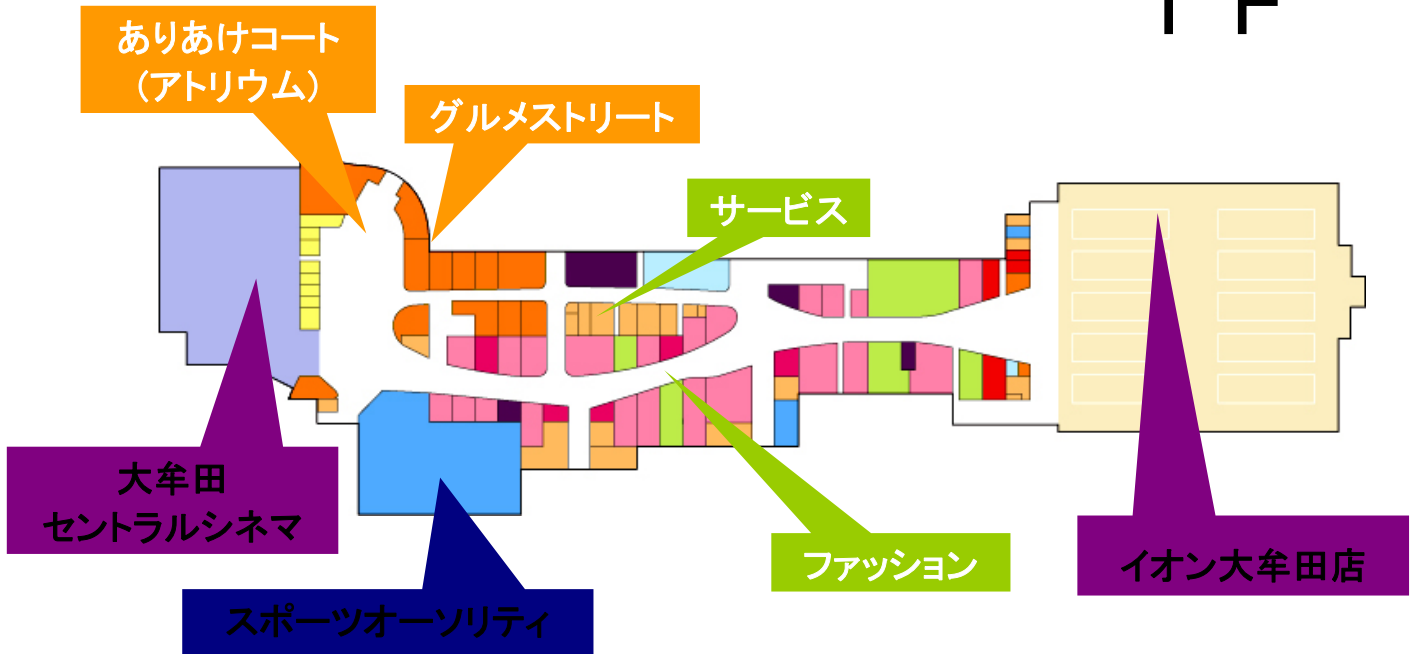 ありあけコート
(アトリウム)
グルメストリート
サービス
大牟田
セントラルシネマ
スポーツオーソリティ
ファッション
イオン大牟田店